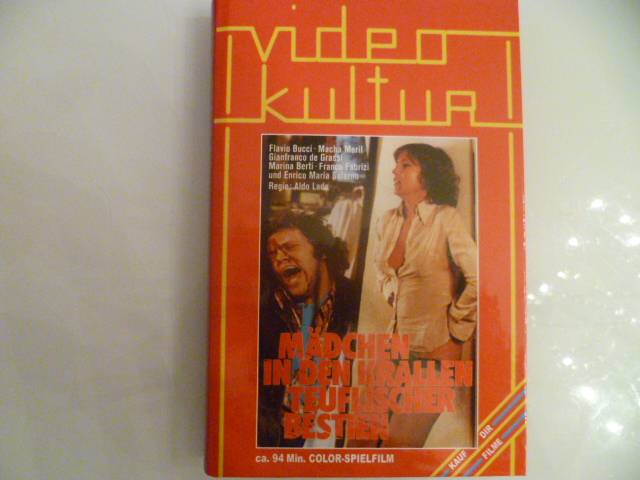 video
kultur
Flavio Bucci · Macha Meril
Gianfranco de Grassi
Marina Berti · Franco Fabrizi
und Enrico Maria Salerno
Regie: Aldo Lado
MÄDCHEN
IN DEN KRALLEN
TEUFLISCHER
BESTIEN
ca. 94 Min. COLOR-SPIELFILM
KAUF DIR
FILME